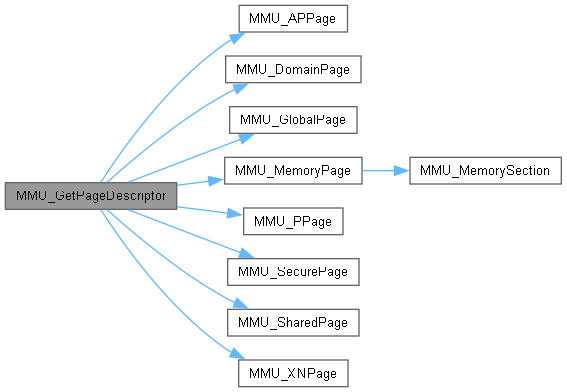 MMU_APPage
MMU_DomainPage
MMU_GlobalPage
MMU_GetPageDescriptor
MMU_MemoryPage
MMU_MemorySection
MMU_PPage
MMU_SecurePage
MMU_SharedPage
MMU_XNPage